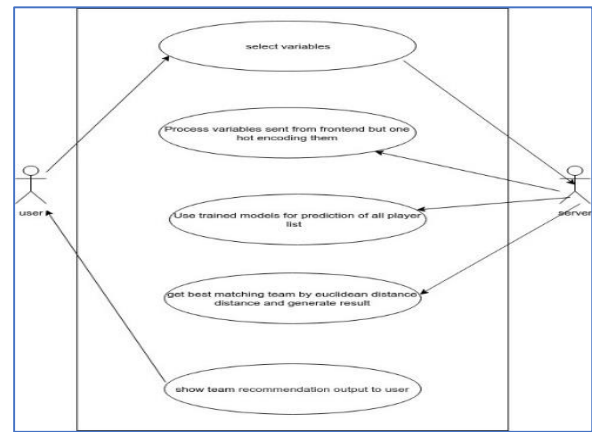 select variables
Process variables sent from frontend but one
hot encoding them
user
server
Use trained models for prediction of all player
list
get best matching team by euclidean distance
distance and generate result
show team recommendation output to user